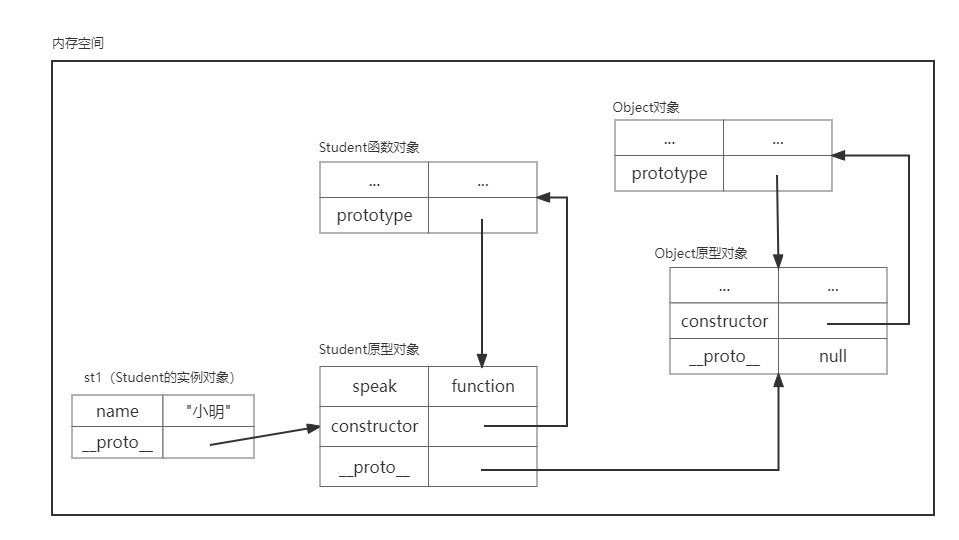 内存空间
Object对象
... ...
prototype
Student函数对象
... ...
prototype
Object原型对象
... ...
constructor
__proto__ null
Student原型对象
speak function
constructor
__proto__
st1（Student的实例对象）
name "小明"
__proto__